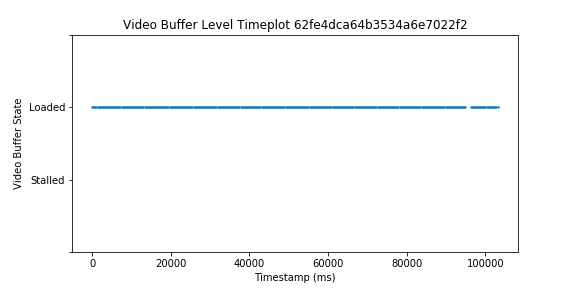 Video Buffer Level Timeplot 62fe4dca64b3534a6e7022f2
Video Buffer State
Loaded
Stalled
0 20000 40000 60000 80000 100000
Timestamp (ms)